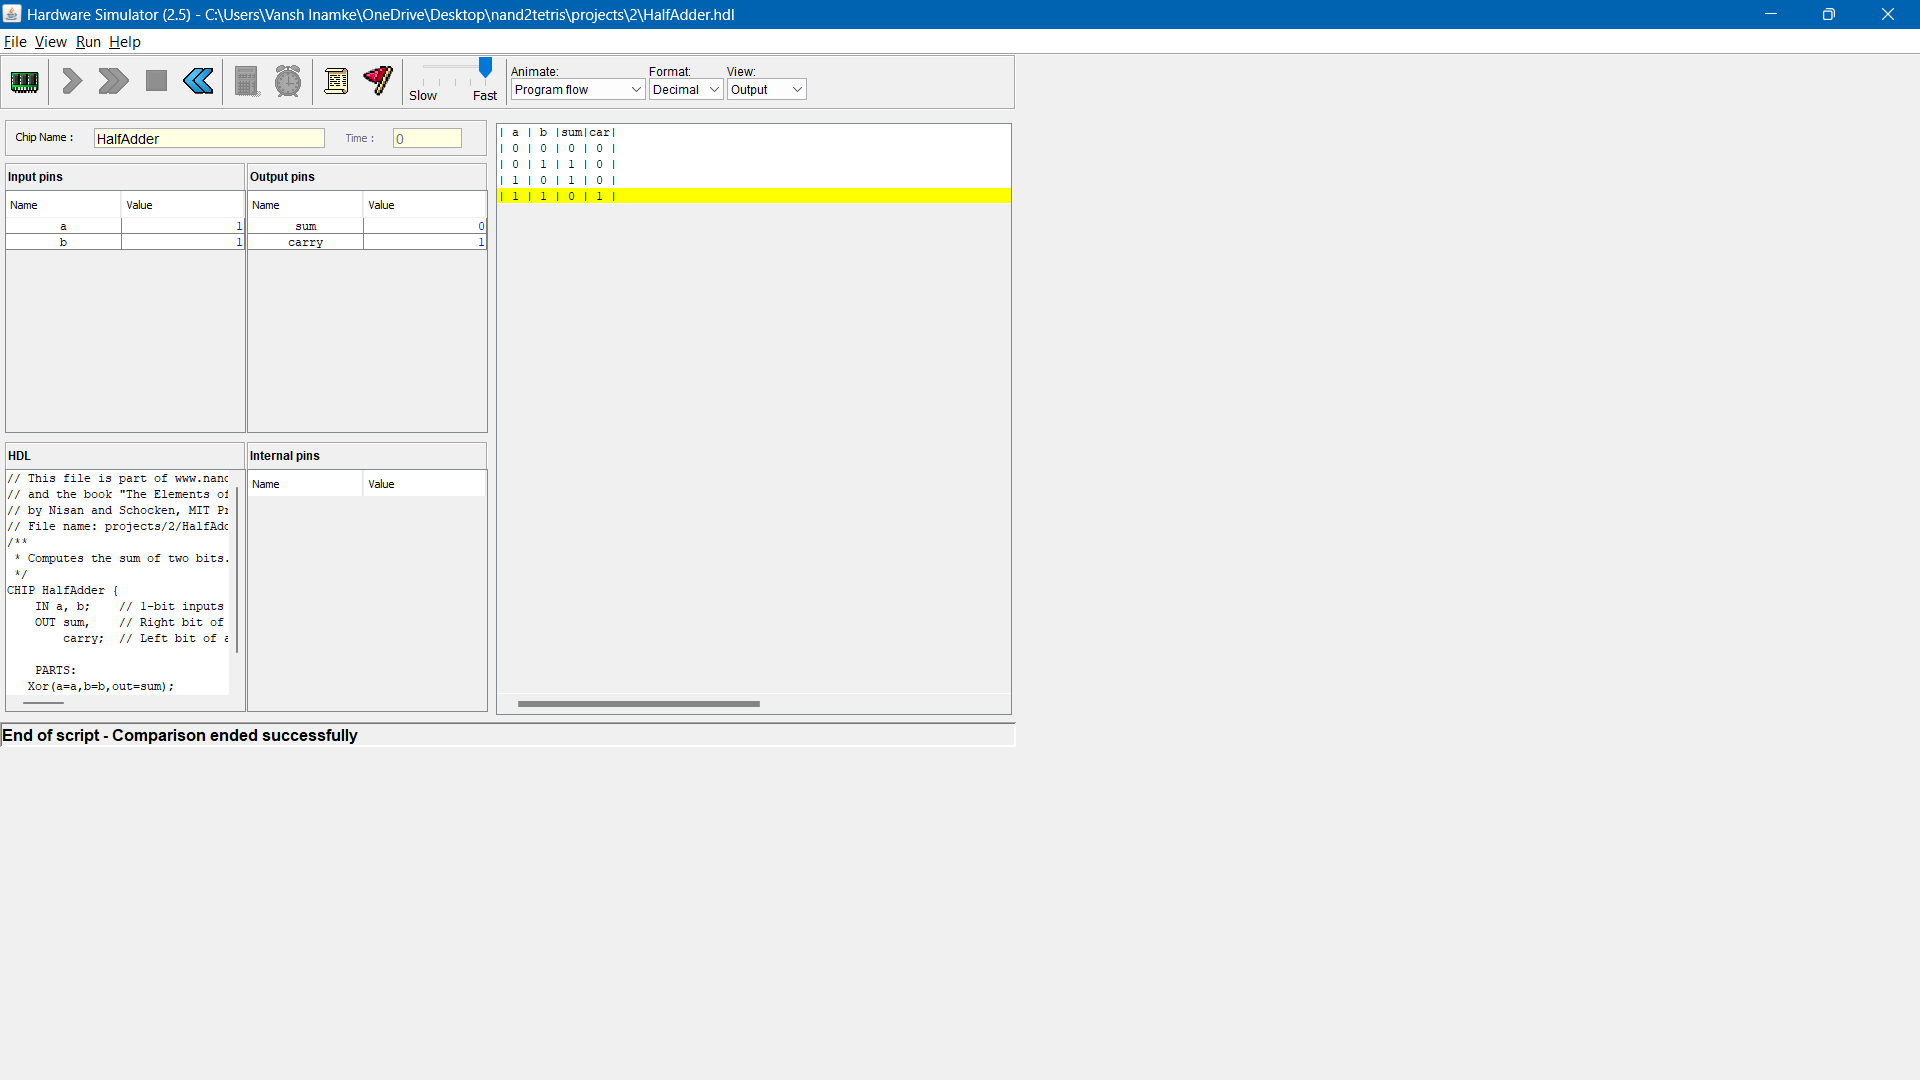 Hardware Simulator (2.5) - C:\Users\Vansh Inamke\OneDrive\Desktop\nand2tetris\projects\2\HalfAdder.hdl
File View Run Help
Slow Fast
Animate: Format: View:
Program flow Decimal Output
Chip Name : HalfAdder Time : 0
Input pins Output pins
Name Value Name Value
a 1 sum 0
b 1 carry 1
| a | b |sum|car|
| 0 | 0 | 0 | 0 |
| 0 | 1 | 1 | 0 |
| 1 | 0 | 1 | 0 |
| 1 | 1 | 0 | 1 |
HDL
// This file is part of www.nand
// and the book "The Elements of
// by Nisan and Schocken, MIT Pr
// File name: projects/2/HalfAdd
/**
* Computes the sum of two bits.
*/
CHIP HalfAdder {
IN a, b; // 1-bit inputs
OUT sum, // Right bit of
carry; // Left bit of a
PARTS:
Xor(a=a,b=b,out=sum);
Internal pins
Name Value
End of script - Comparison ended successfully